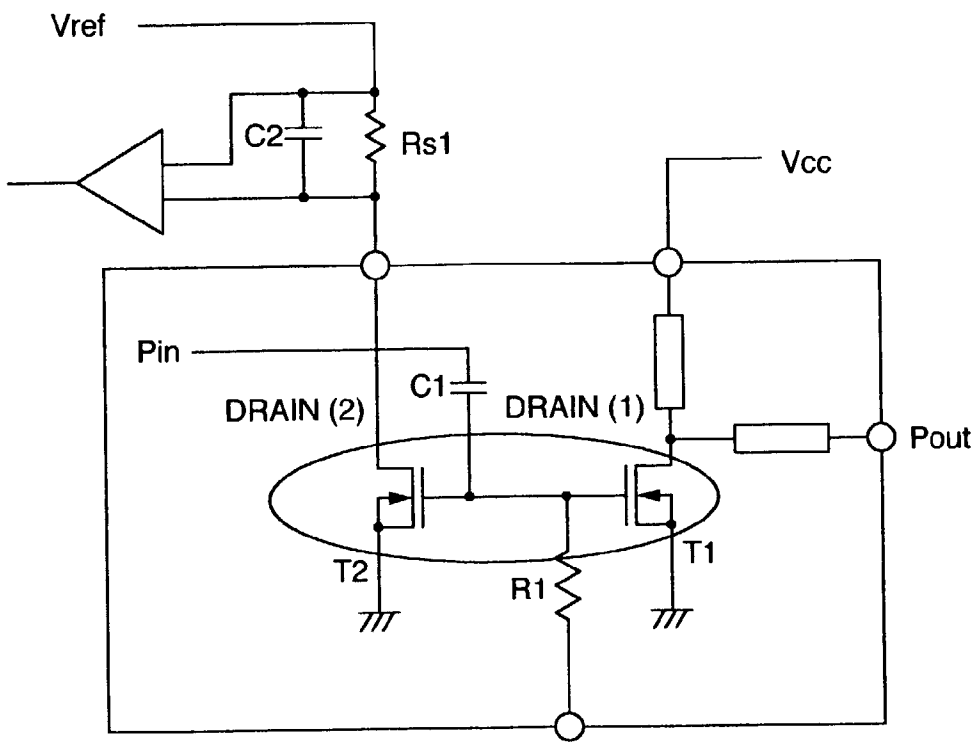 Vref
C2
Rs1
Vcc
Pin
C1
DRAIN (2)
DRAIN (1)
Pout
T2
R1
T1